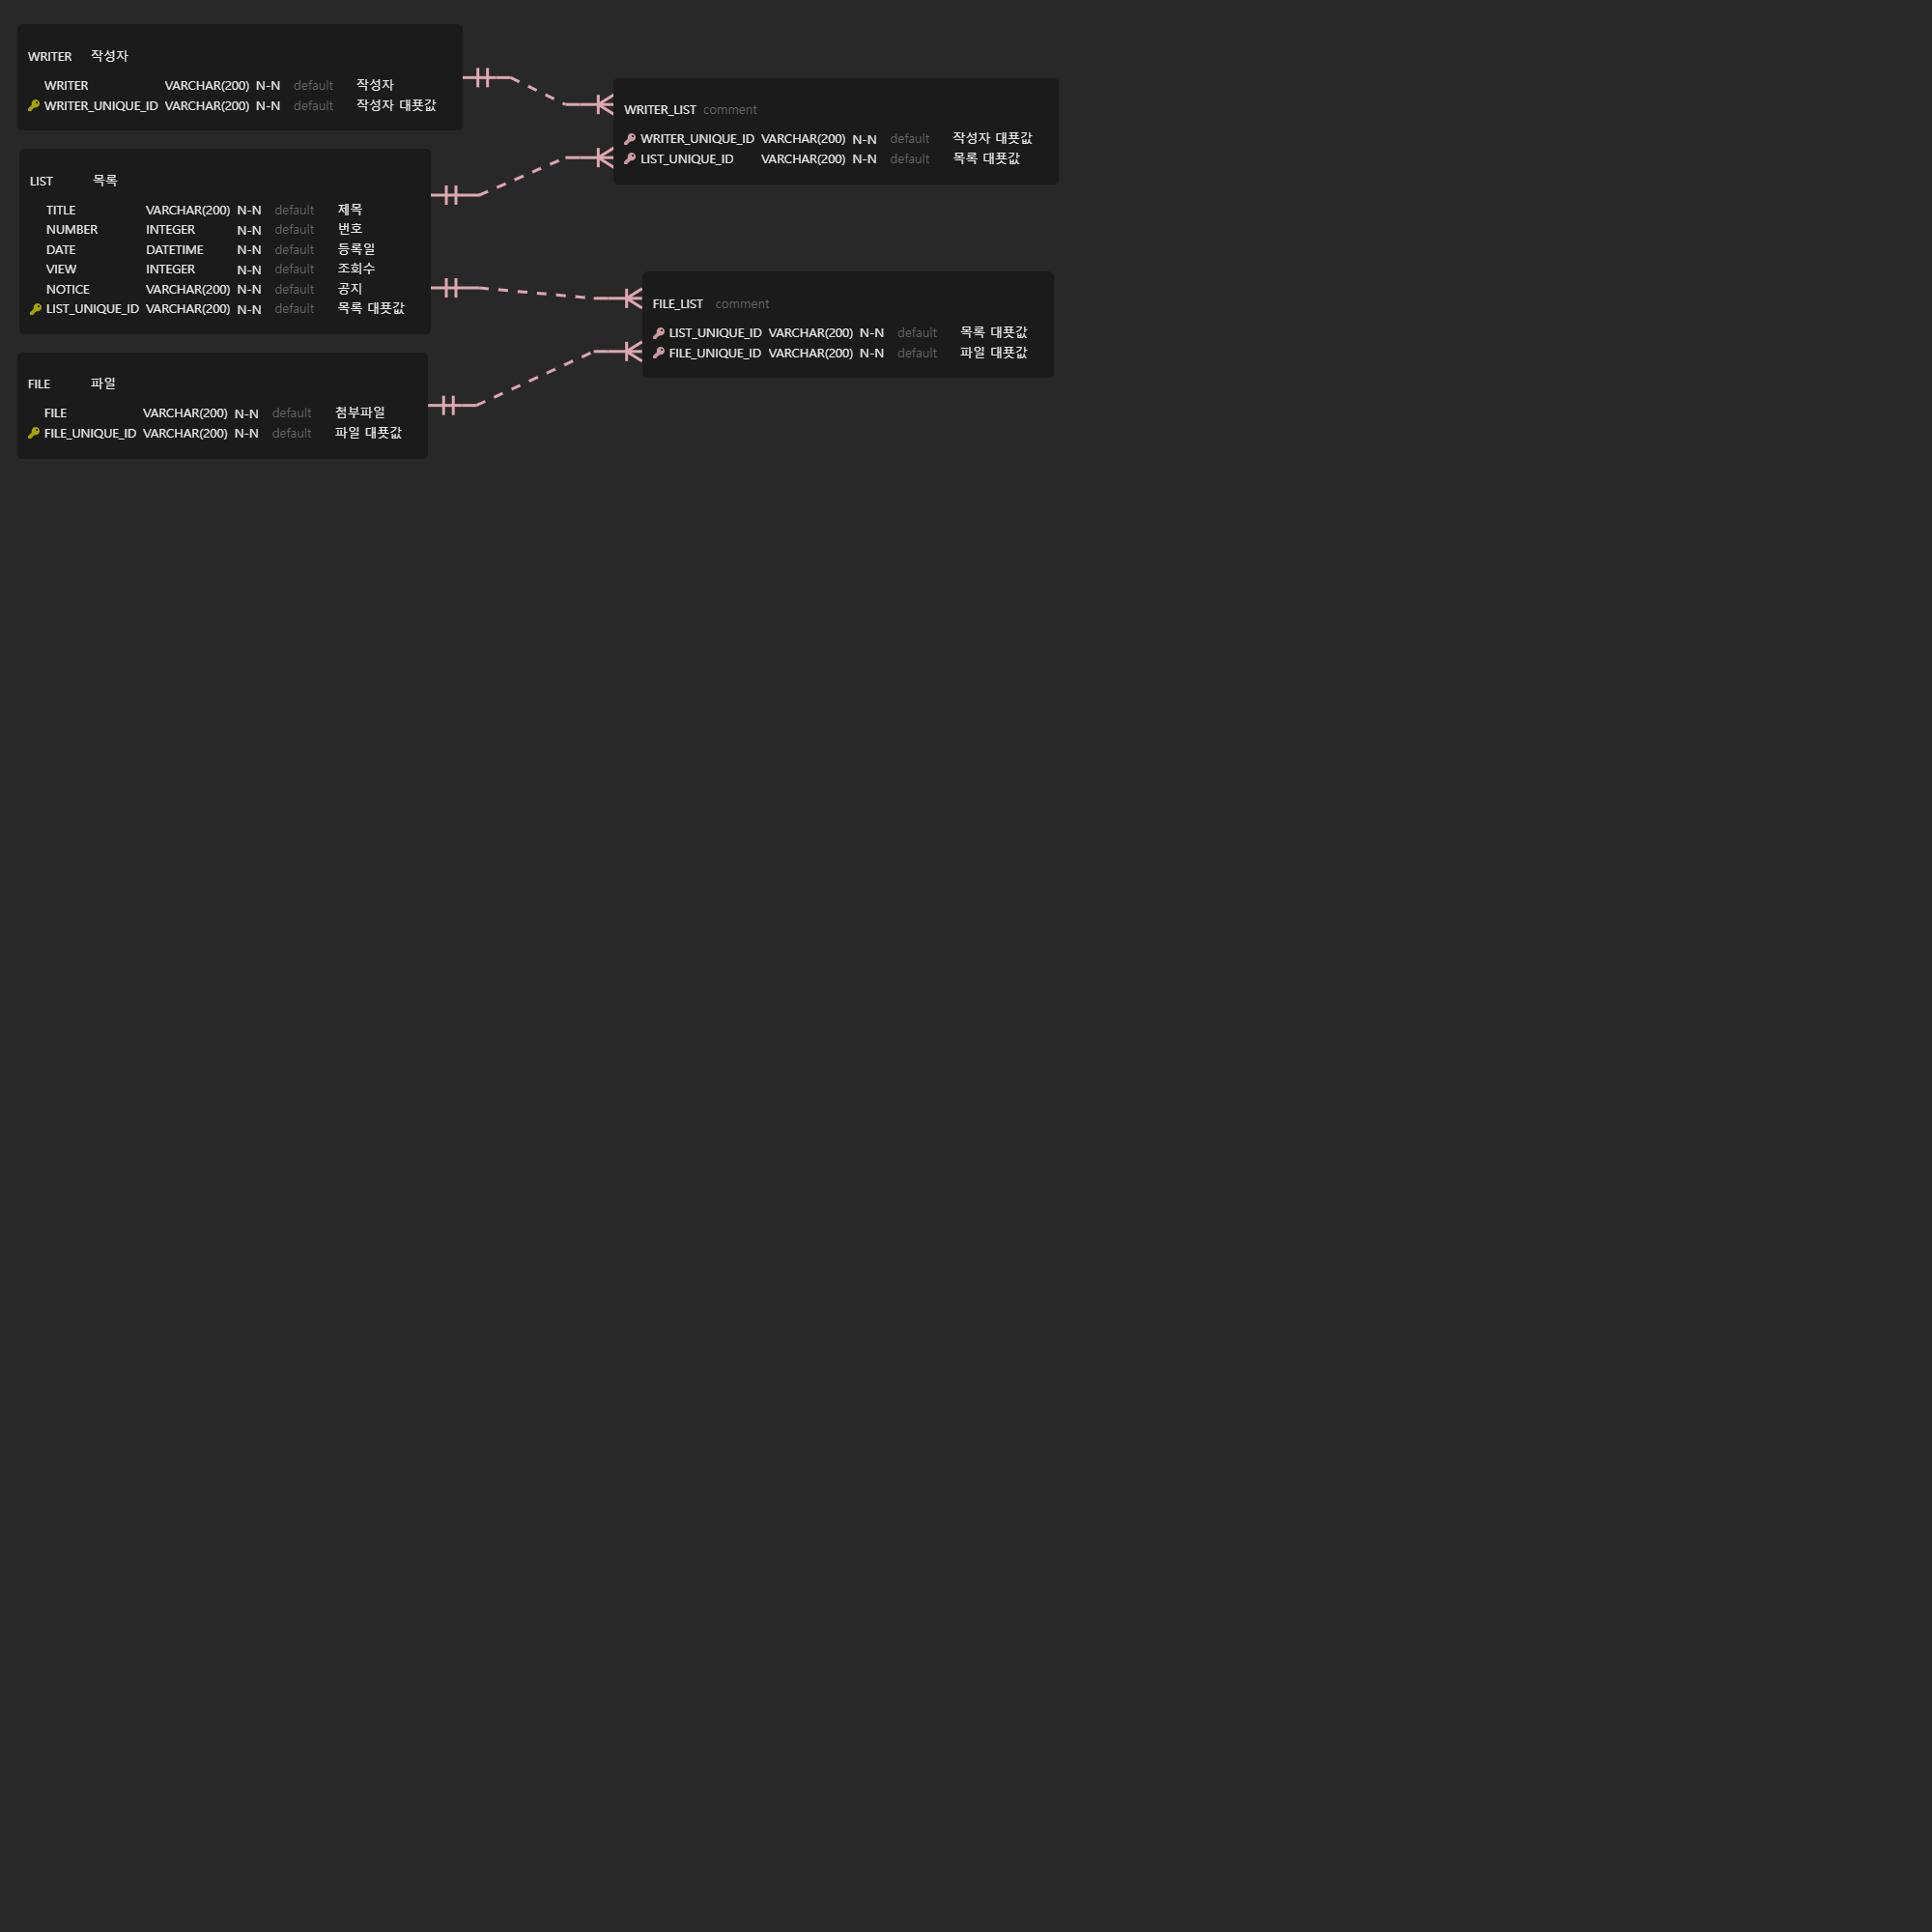 WRITER 작성자
WRITER VARCHAR(200) N-N default 작성자
WRITER_UNIQUE_ID VARCHAR(200) N-N default 작성자 대푯값
WRITER_LIST comment
WRITER_UNIQUE_ID VARCHAR(200) N-N default 작성자 대푯값
LIST_UNIQUE_ID VARCHAR(200) N-N default 목록 대푯값
LIST 목록
TITLE VARCHAR(200) N-N default 제목
NUMBER INTEGER N-N default 번호
DATE DATETIME N-N default 등록일
VIEW INTEGER N-N default 조회수
NOTICE VARCHAR(200) N-N default 공지
LIST_UNIQUE_ID VARCHAR(200) N-N default 목록 대푯값
FILE_LIST comment
LIST_UNIQUE_ID VARCHAR(200) N-N default 목록 대푯값
FILE_UNIQUE_ID VARCHAR(200) N-N default 파일 대푯값
FILE 파일
FILE VARCHAR(200) N-N default 첨부파일
FILE_UNIQUE_ID VARCHAR(200) N-N default 파일 대푯값